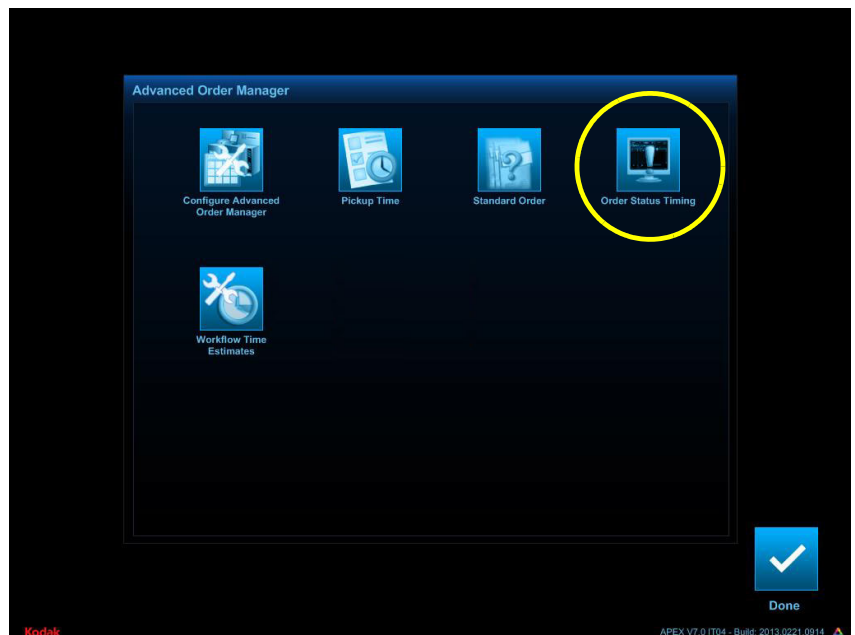 Advanced Order Manager
Configure Advanced
Order Manager
Pickup Time
Standard Order
Order Status Timing
Workflow Time
Estimates
Done
Kodak
APEX V7.0 IT04 - Build: 2013.0221.0914